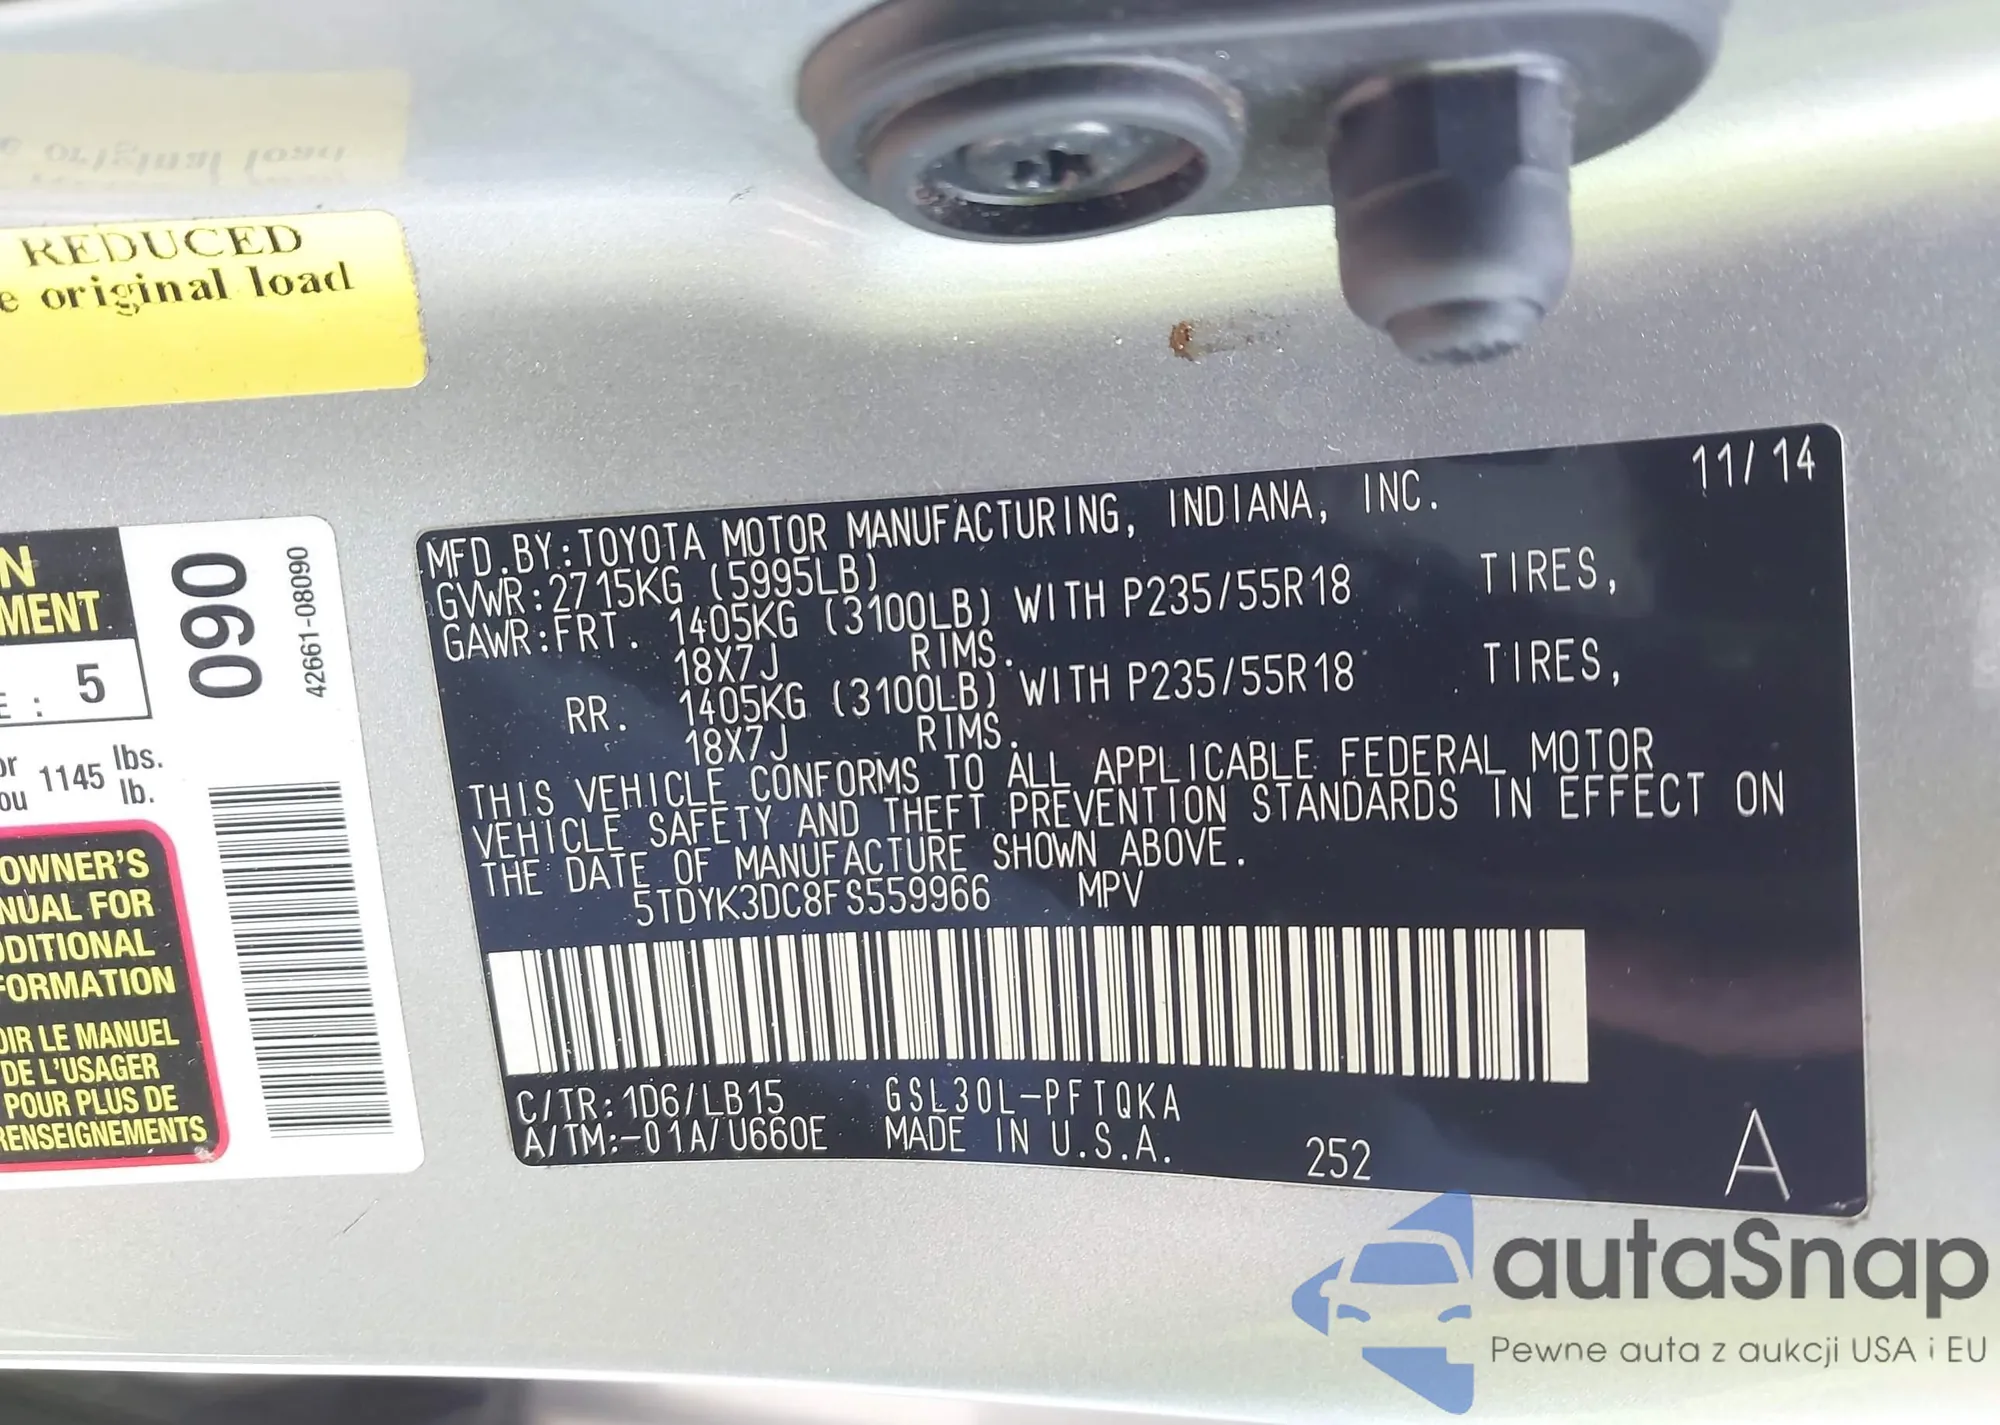 e original load
REDUCED
e original load
N
MENT
E : 5
or
ou 1145 lbs.
lb.
OWNER'S
NUAL FOR
DDITIONAL
FORMATION
OIR LE MANUEL
DE L'USAGER
POUR PLUS DE
RENSEIGNEMENTS
090
42661-08090
11/14
MFD.BY:TOYOTA MOTOR MANUFACTURING, INDIANA, INC.
GVWR:2715KG (5995LB)
GAWR:FRT. 1405KG (3100LB) WITH P235/55R18 TIRES,
18X7J RIMS.
RR. 1405KG (3100LB) WITH P235/55R18 TIRES,
18X7J RIMS.
THIS VEHICLE CONFORMS TO ALL APPLICABLE FEDERAL MOTOR
VEHICLE SAFETY AND THEFT PREVENTION STANDARDS IN EFFECT ON
THE DATE OF MANUFACTURE SHOWN ABOVE.
5TDYK3DC8FS559966 MPV
C/TR:1D6/LB15 GSL30L-PFTQKA
A/TM:-01A/U660E MADE IN U.S.A. 252 A
autaSnap
Pewne auta z aukcji USA i EU